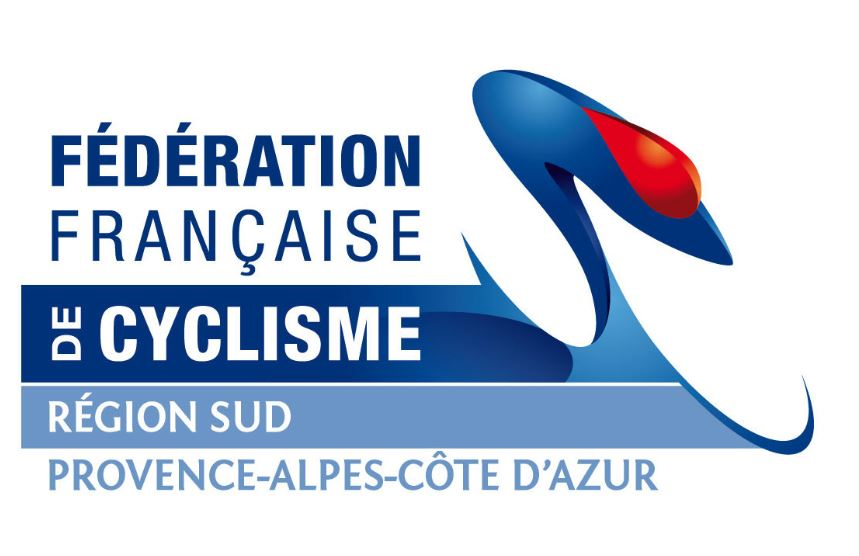 FÉDÉRATION
FRANÇAISE
DE CYCLISME
RÉGION SUD
PROVENCE-ALPES-CÔTE D'AZUR